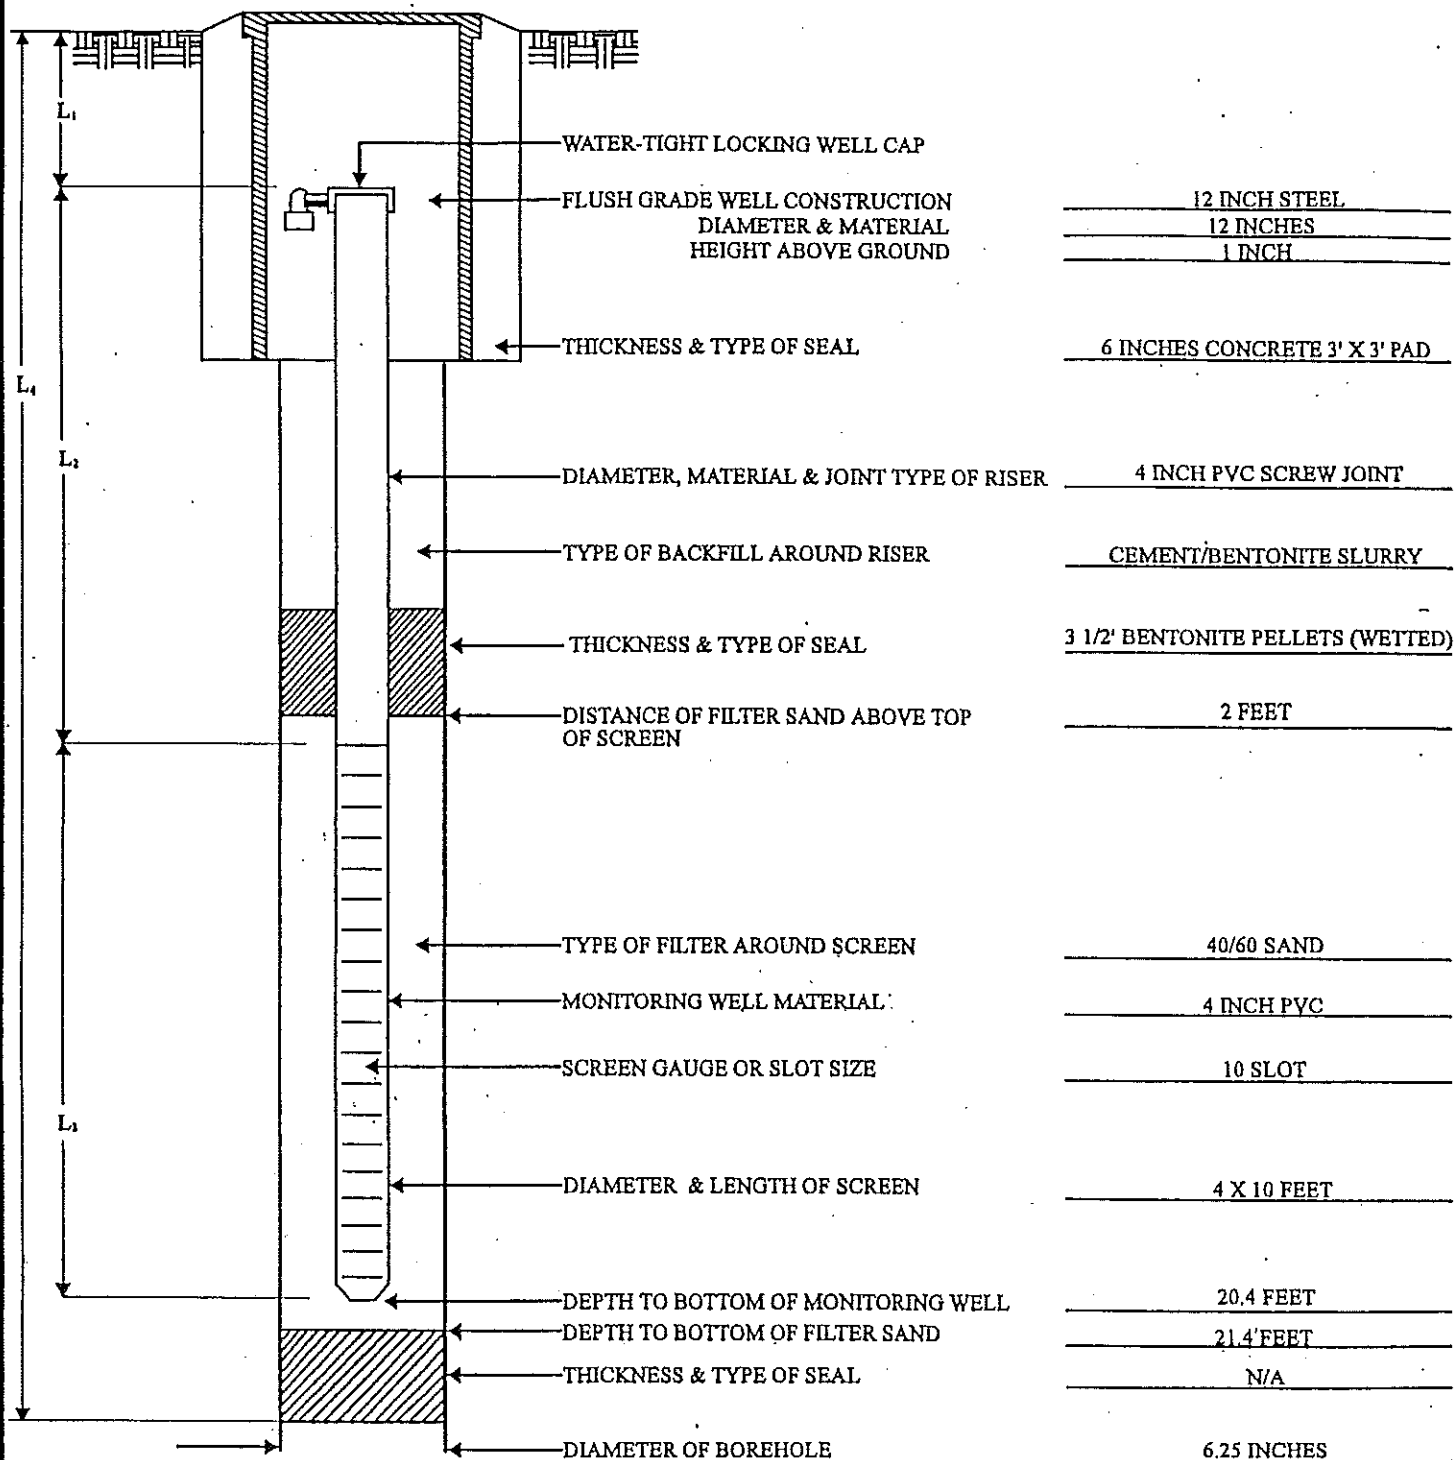 L₁
WATER-TIGHT LOCKING WELL CAP
FLUSH GRADE WELL CONSTRUCTION 12 INCH STEEL
DIAMETER & MATERIAL 12 INCHES
HEIGHT ABOVE GROUND 1 INCH
THICKNESS & TYPE OF SEAL 6 INCHES CONCRETE 3' X 3' PAD
L₄
L₂
DIAMETER, MATERIAL & JOINT TYPE OF RISER 4 INCH PVC SCREW JOINT
TYPE OF BACKFILL AROUND RISER CEMENT/BENTONITE SLURRY
THICKNESS & TYPE OF SEAL 3 1/2' BENTONITE PELLETS (WETTED)
DISTANCE OF FILTER SAND ABOVE TOP 2 FEET
OF SCREEN
TYPE OF FILTER AROUND SCREEN 40/60 SAND
MONITORING WELL MATERIAL 4 INCH PVC
SCREEN GAUGE OR SLOT SIZE 10 SLOT
L₃
DIAMETER & LENGTH OF SCREEN 4 X 10 FEET
DEPTH TO BOTTOM OF MONITORING WELL 20.4 FEET
DEPTH TO BOTTOM OF FILTER SAND 21.4 FEET
THICKNESS & TYPE OF SEAL N/A
DIAMETER OF BOREHOLE 6.25 INCHES